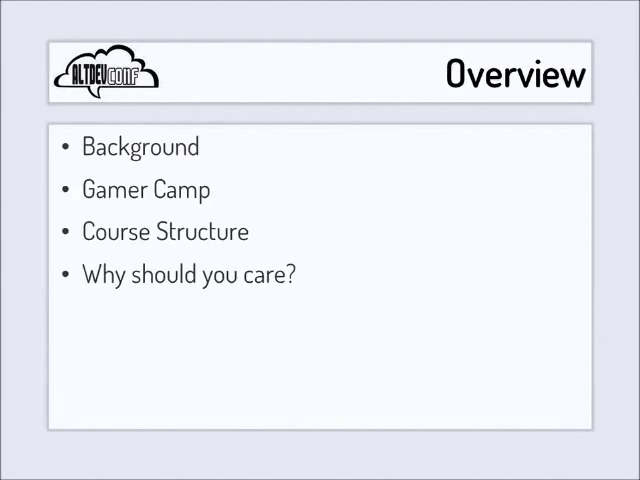 ALTDEVCONF
Overview
• Background
• Gamer Camp
• Course Structure
• Why should you care?